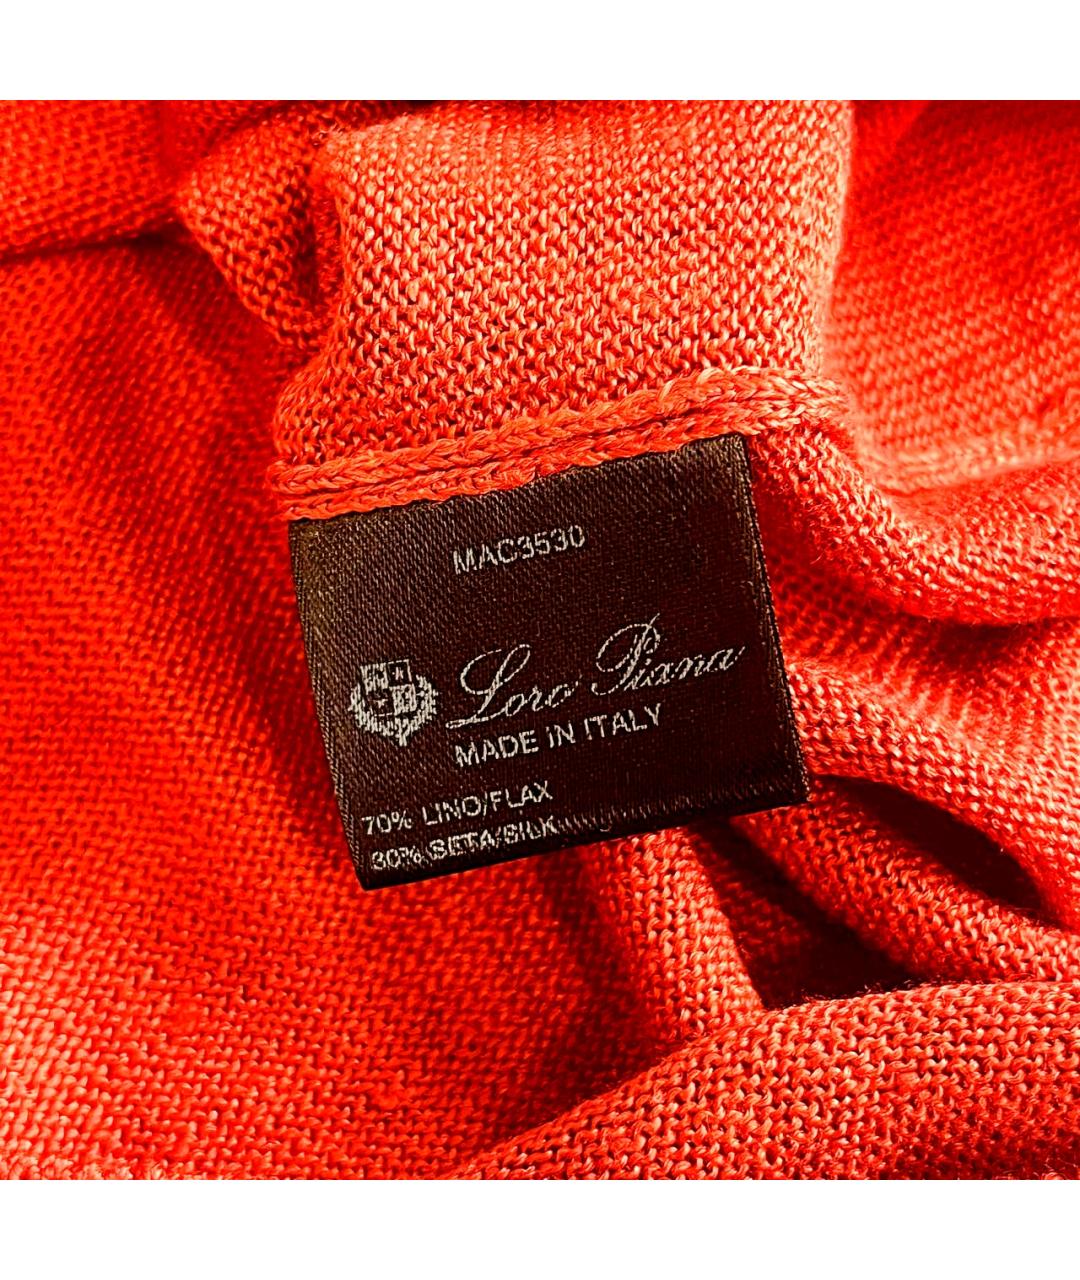 MAC3530
Loro Piana
MADE IN ITALY
70% LINO/FLAX
30% SETA/SILK